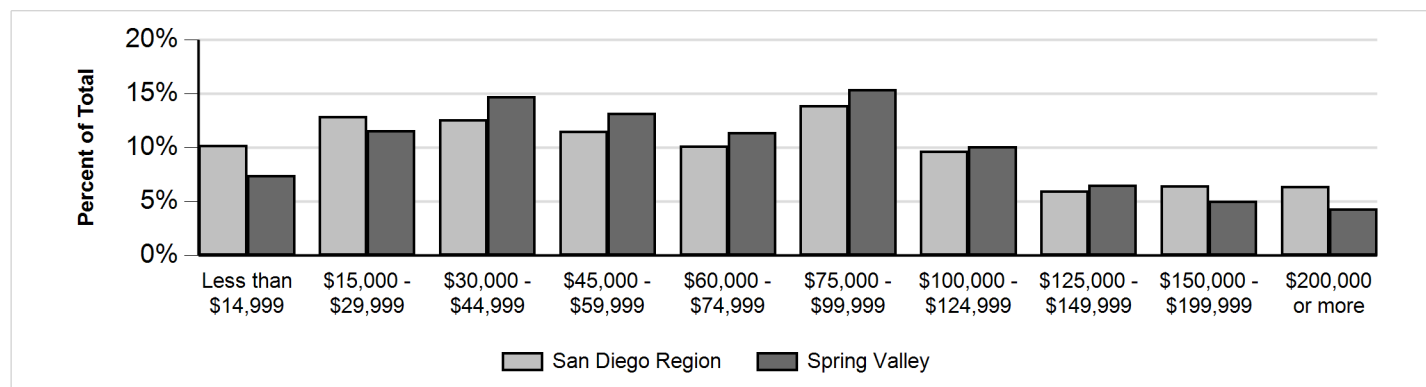 20%
15%
10%
5%
0%
Percent of Total
Less than $14,999
$15,000 - $29,999
$30,000 - $44,999
$45,000 - $59,999
$60,000 - $74,999
$75,000 - $99,999
$100,000 - $124,999
$125,000 - $149,999
$150,000 - $199,999
$200,000 or more
San Diego Region
Spring Valley